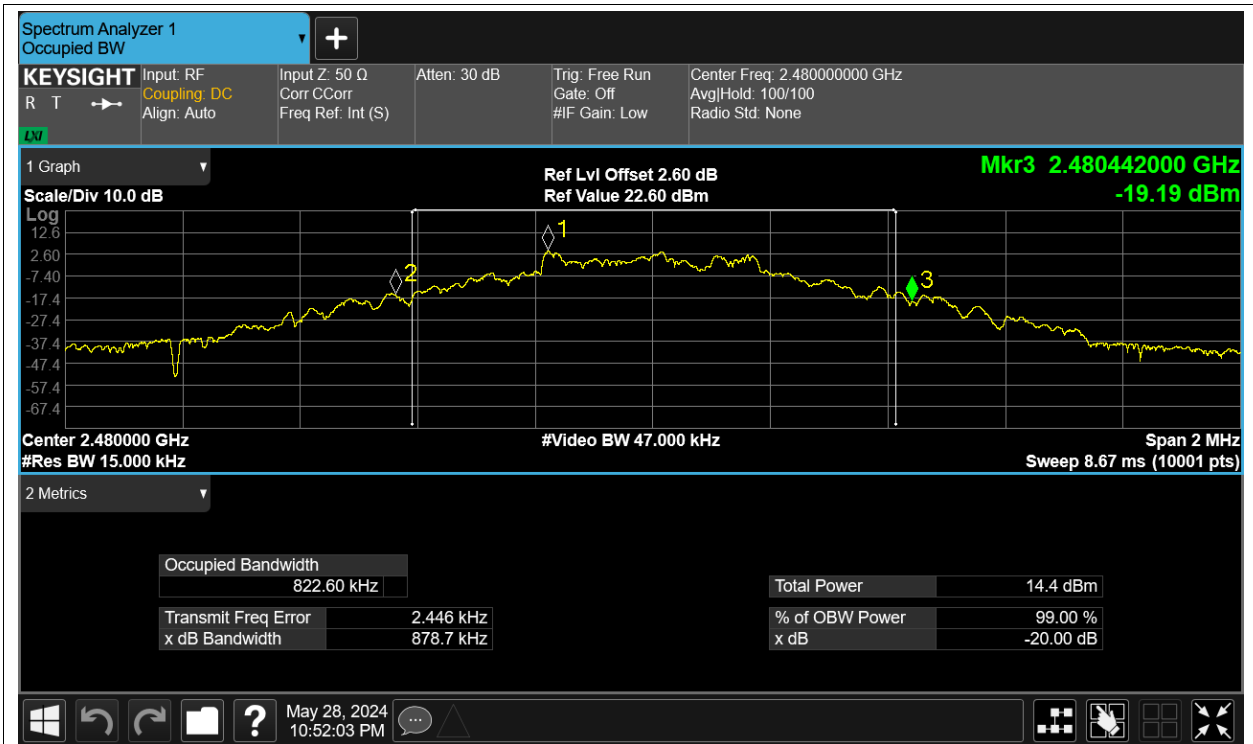 Spectrum Analyzer 1
Occupied BW
KEYSIGHT
R T
LXI
Input: RF
Coupling: DC
Align: Auto
Input Z: 50 Ω
Corr CCorr
Freq Ref: Int (S)
Atten: 30 dB
Trig: Free Run
Gate: Off
#IF Gain: Low
Center Freq: 2.480000000 GHz
Avg|Hold: 100/100
Radio Std: None
1 Graph
Scale/Div 10.0 dB
Ref Lvl Offset 2.60 dB
Ref Value 22.60 dBm
Mkr3 2.480442000 GHz
-19.19 dBm
Log
12.6
2.60
-7.40
-17.4
-27.4
-37.4
-47.4
-57.4
-67.4
1
2
3
Center 2.480000 GHz
#Video BW 47.000 kHz
Span 2 MHz
#Res BW 15.000 kHz
Sweep 8.67 ms (10001 pts)
2 Metrics
Occupied Bandwidth
822.60 kHz
Total Power 14.4 dBm
Transmit Freq Error 2.446 kHz
% of OBW Power 99.00 %
x dB Bandwidth 878.7 kHz
x dB -20.00 dB
?
May 28, 2024
10:52:03 PM